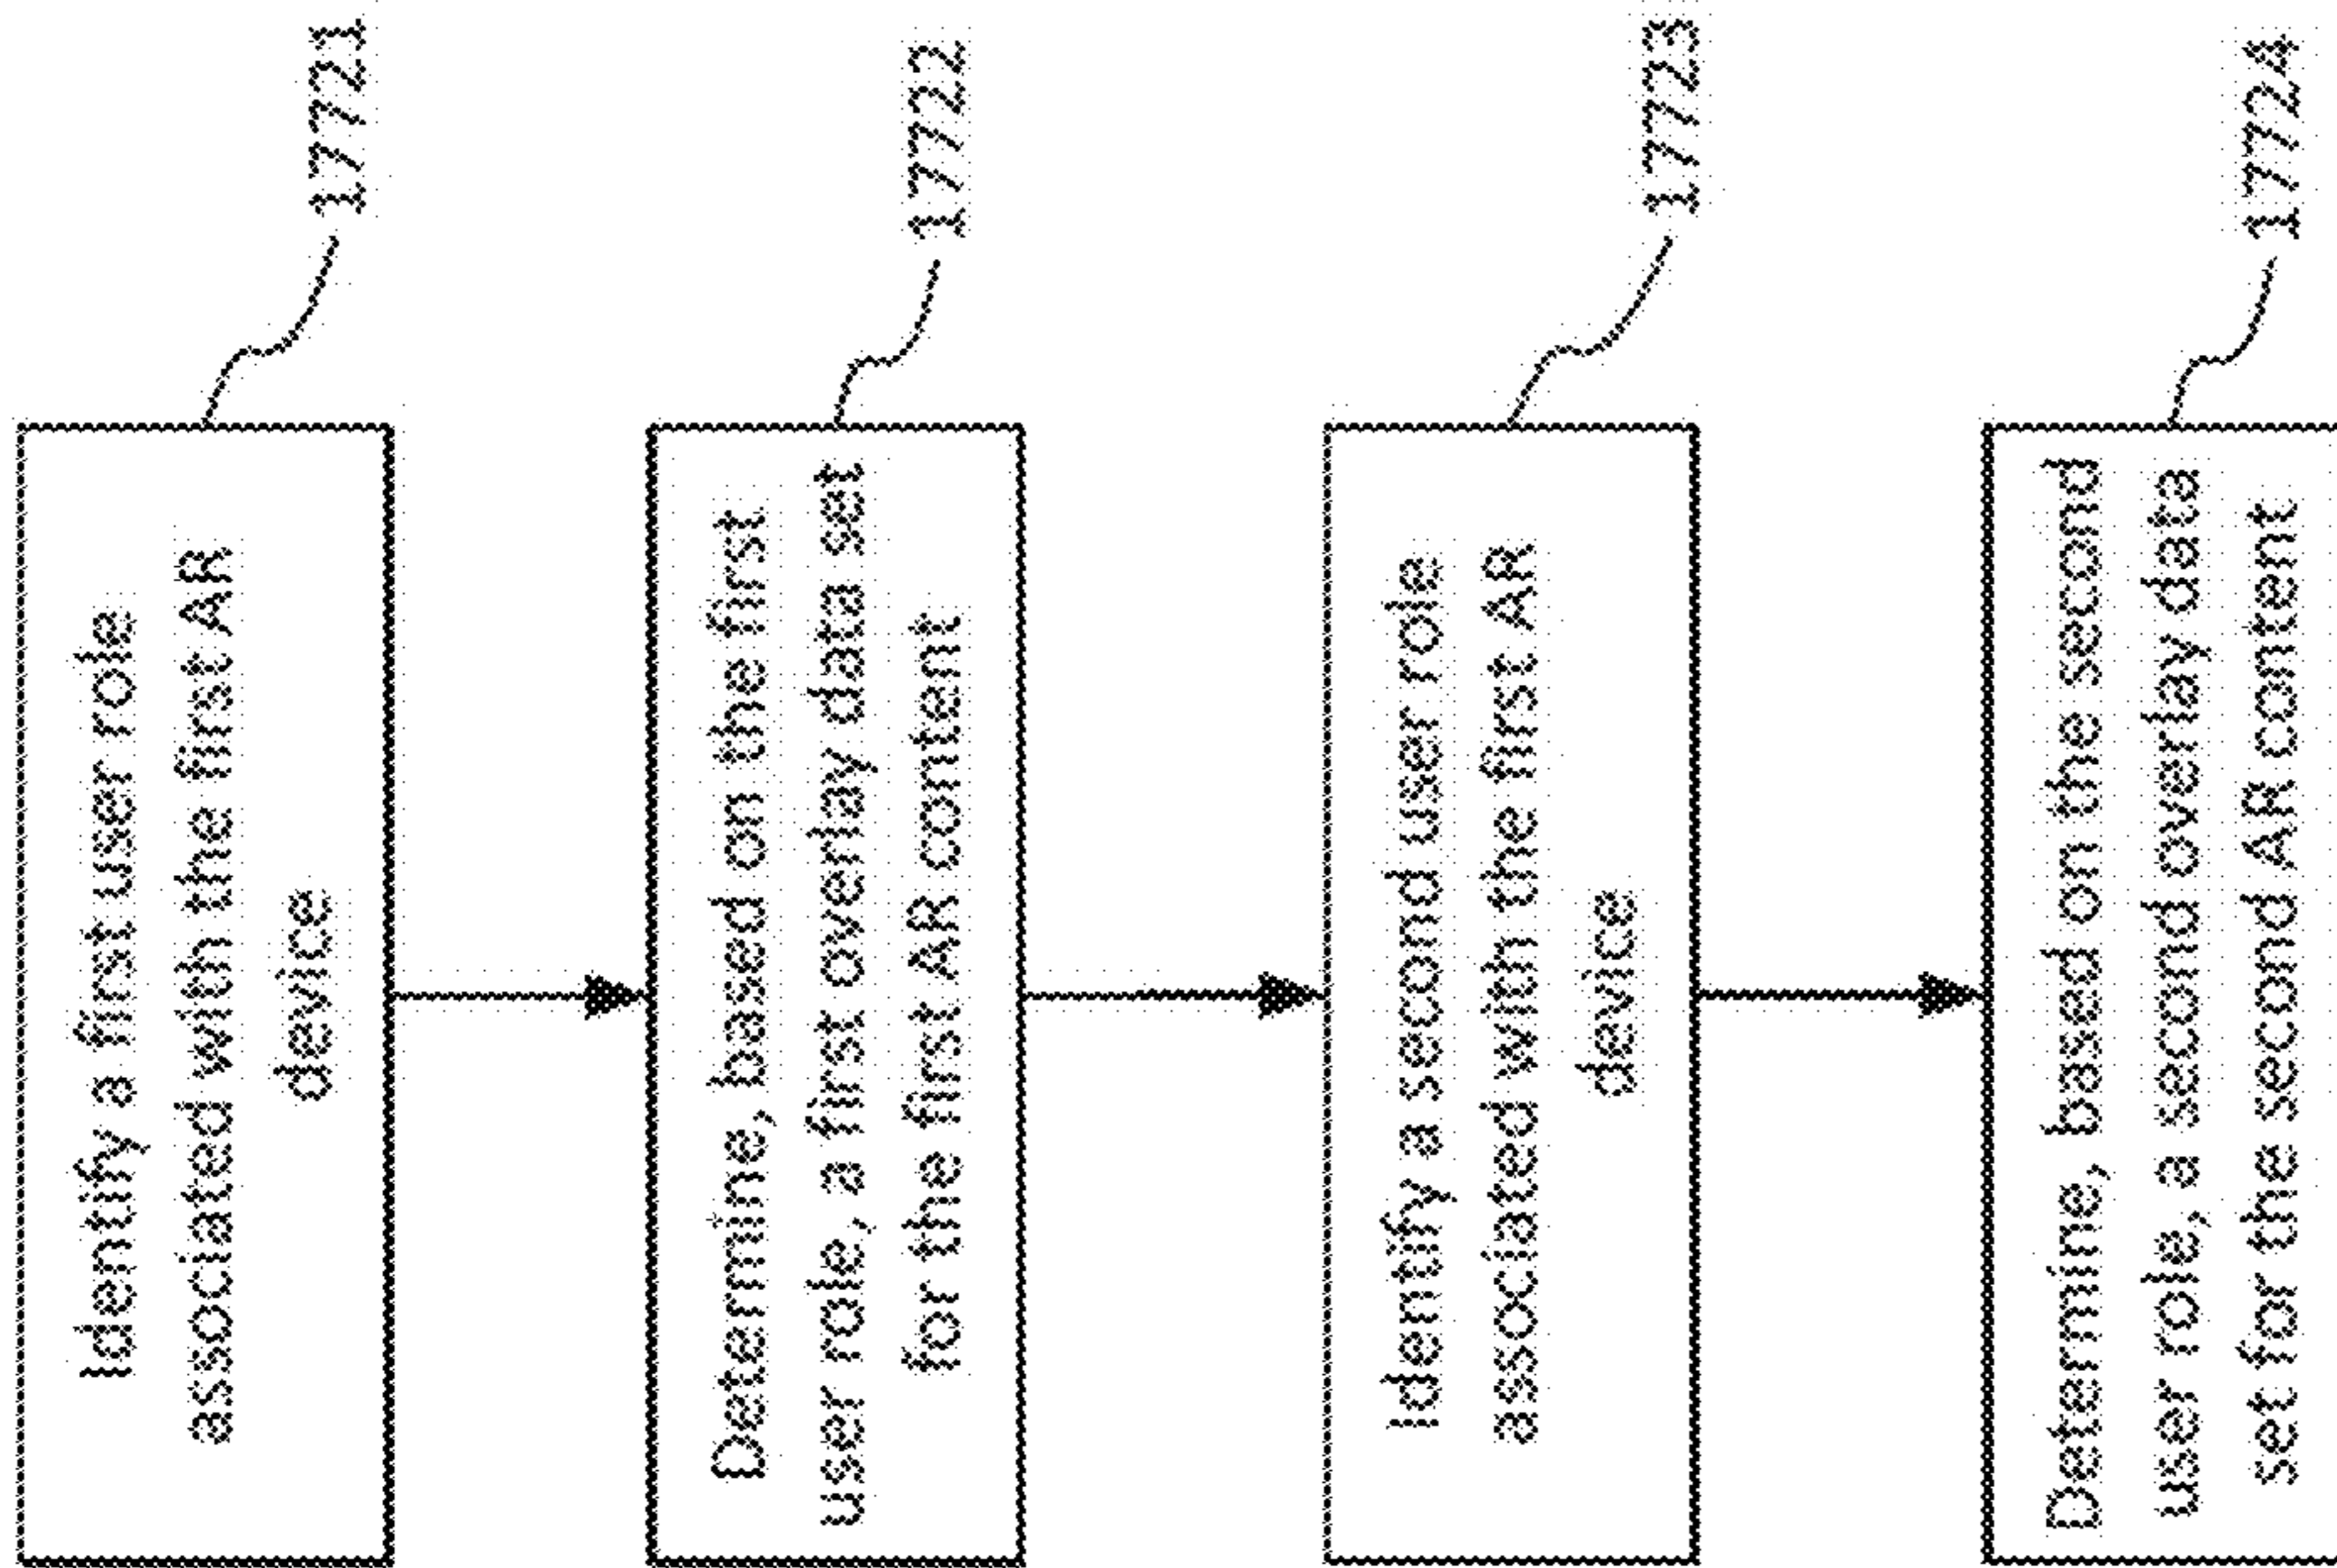 Identify a first user role
associated with the first AR
device
17721
Determine, based on the first
user role, a first overlay data set
for the first AR content
17722
Identify a second user role
associated with the first AR
device
17723
Determine, based on the second
user role, a second overlay data
set for the second AR content
17724